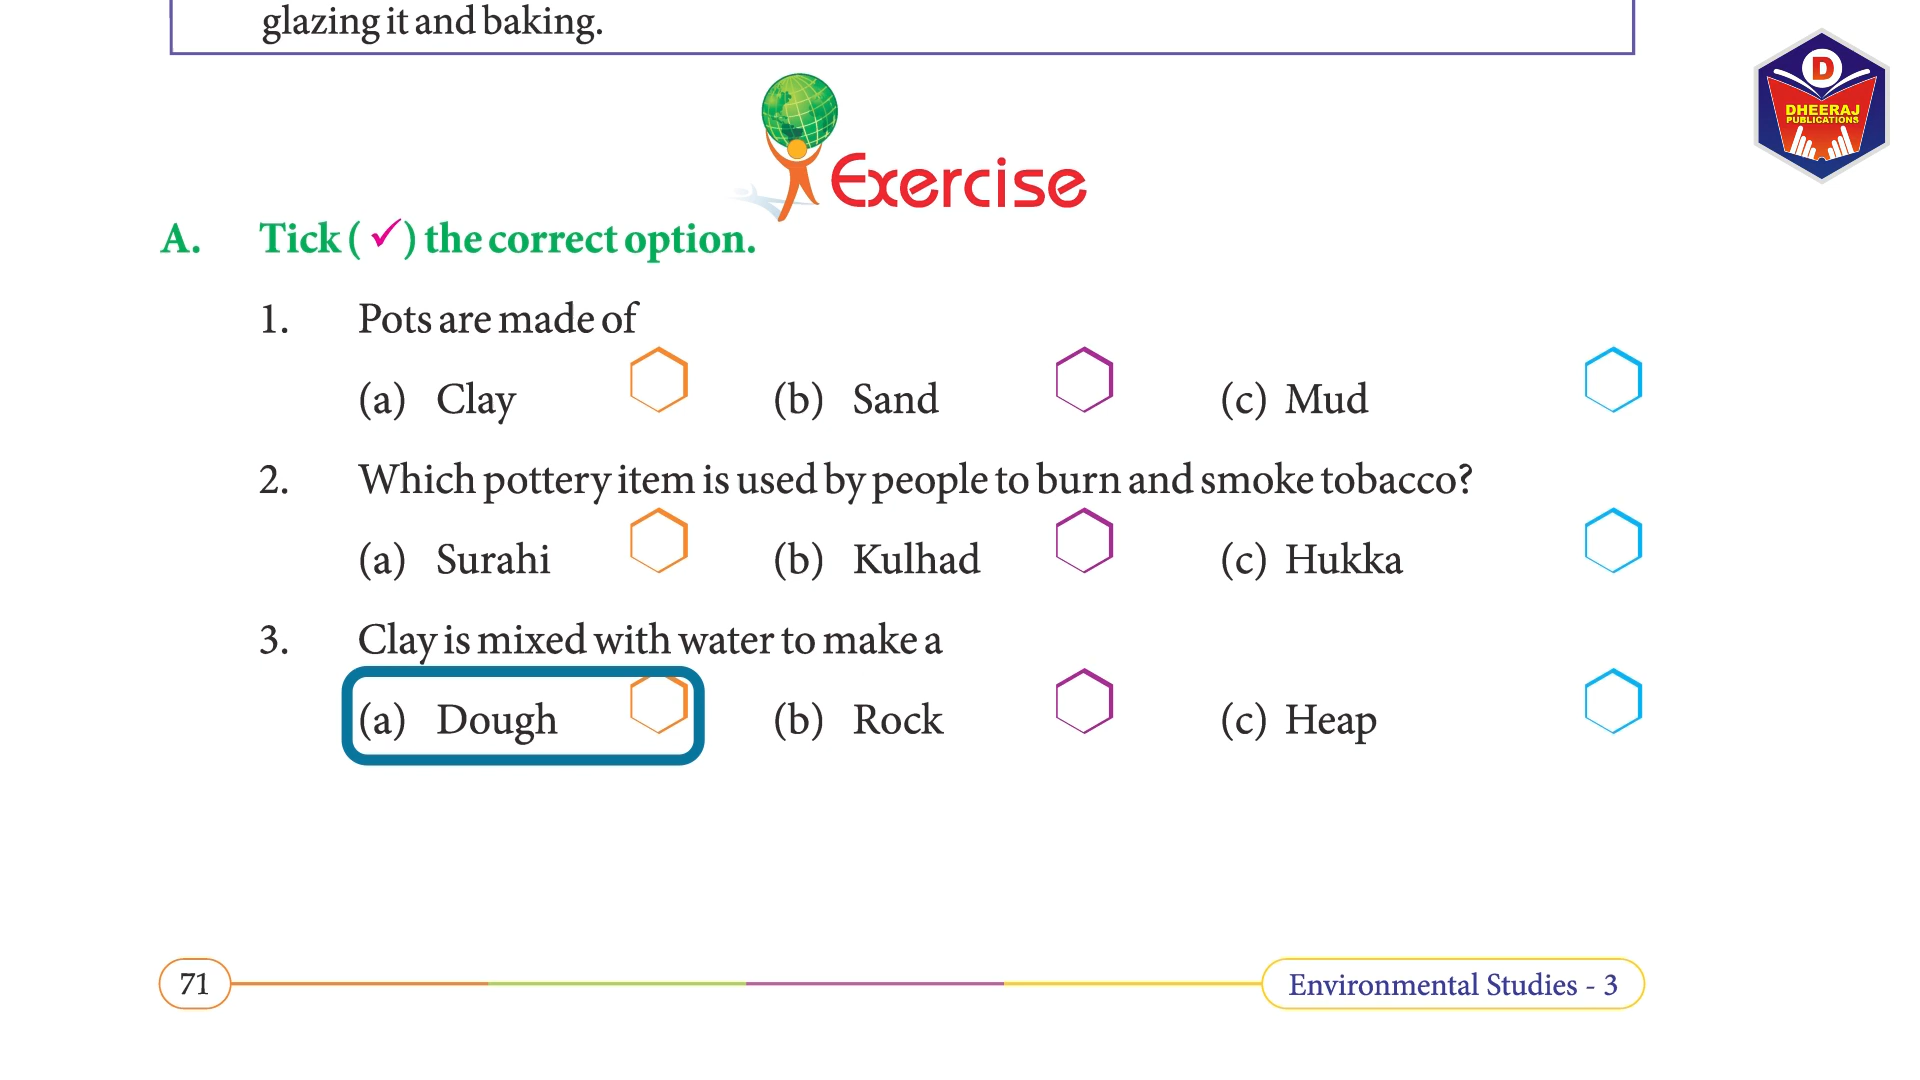 glazing it and baking.
D
DHEERAJ
PUBLICATIONS
Exercise
A. Tick ( ✓ ) the correct option.
1. Pots are made of
(a) Clay (b) Sand (c) Mud
2. Which pottery item is used by people to burn and smoke tobacco?
(a) Surahi (b) Kulhad (c) Hukka
3. Clay is mixed with water to make a
(a) Dough (b) Rock (c) Heap
71 Environmental Studies - 3